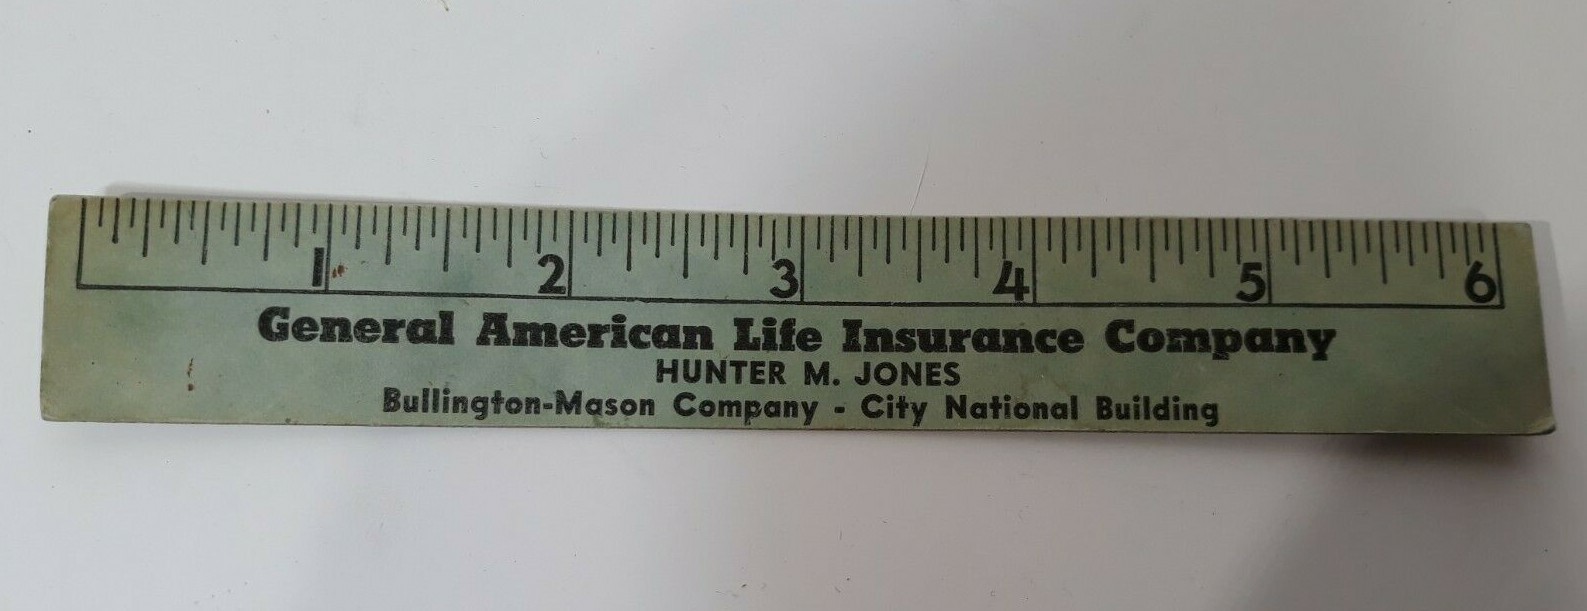 1 2 3 4 5 6
General American Life Insurance Company
HUNTER M. JONES
Bullington-Mason Company - City National Building